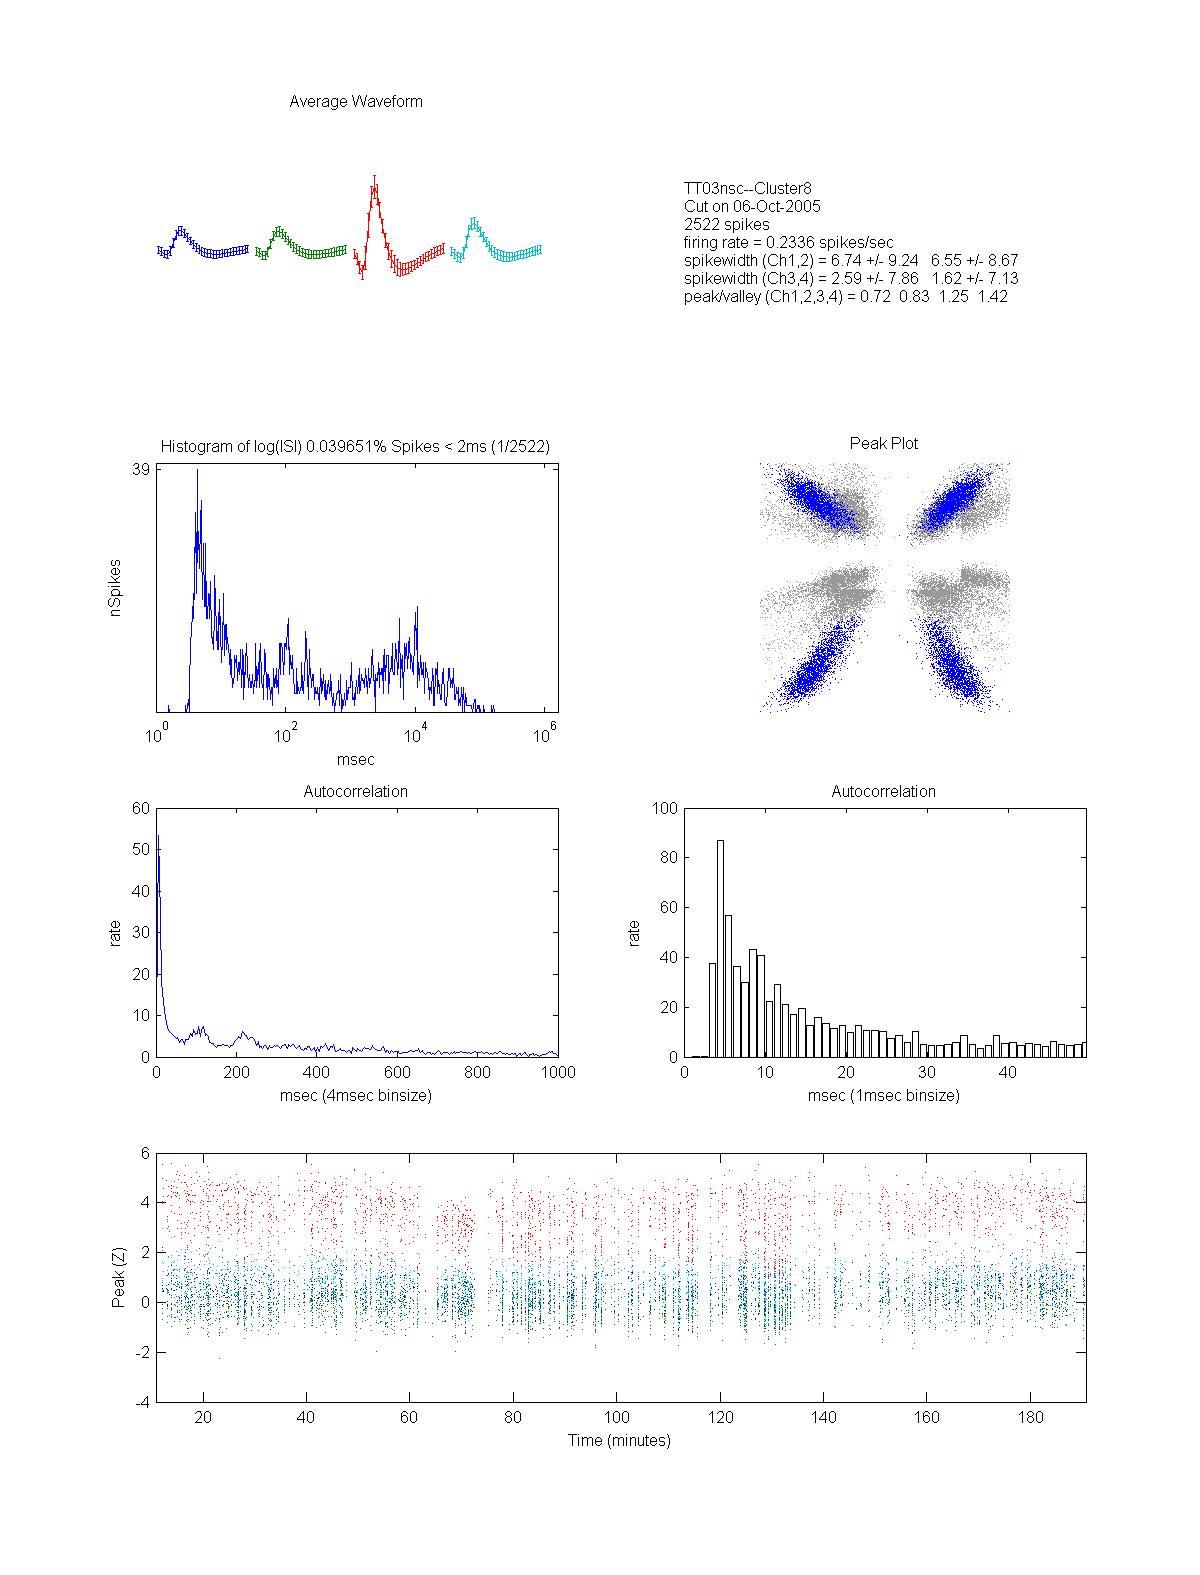 Average Waveform
TT03nsc--Cluster8
Cut on 06-Oct-2005
2522 spikes
firing rate = 0.2336 spikes/sec
spikewidth (Ch1,2) = 6.74 +/- 9.24 6.55 +/- 8.67
spikewidth (Ch3,4) = 2.59 +/- 7.86 1.62 +/- 7.13
peak/valley (Ch1,2,3,4) = 0.72 0.83 1.25 1.42
Histogram of log(ISI) 0.039651% Spikes < 2ms (1/2522)
39
nSpikes
10^0 10^2 10^4 10^6
msec
Peak Plot
Autocorrelation
60
50
40
30
20
10
0
rate
0 200 400 600 800 1000
msec (4msec binsize)
Autocorrelation
100
80
60
40
20
0
rate
0 10 20 30 40
msec (1msec binsize)
6
4
2
0
-2
-4
Peak (Z)
20 40 60 80 100 120 140 160 180
Time (minutes)